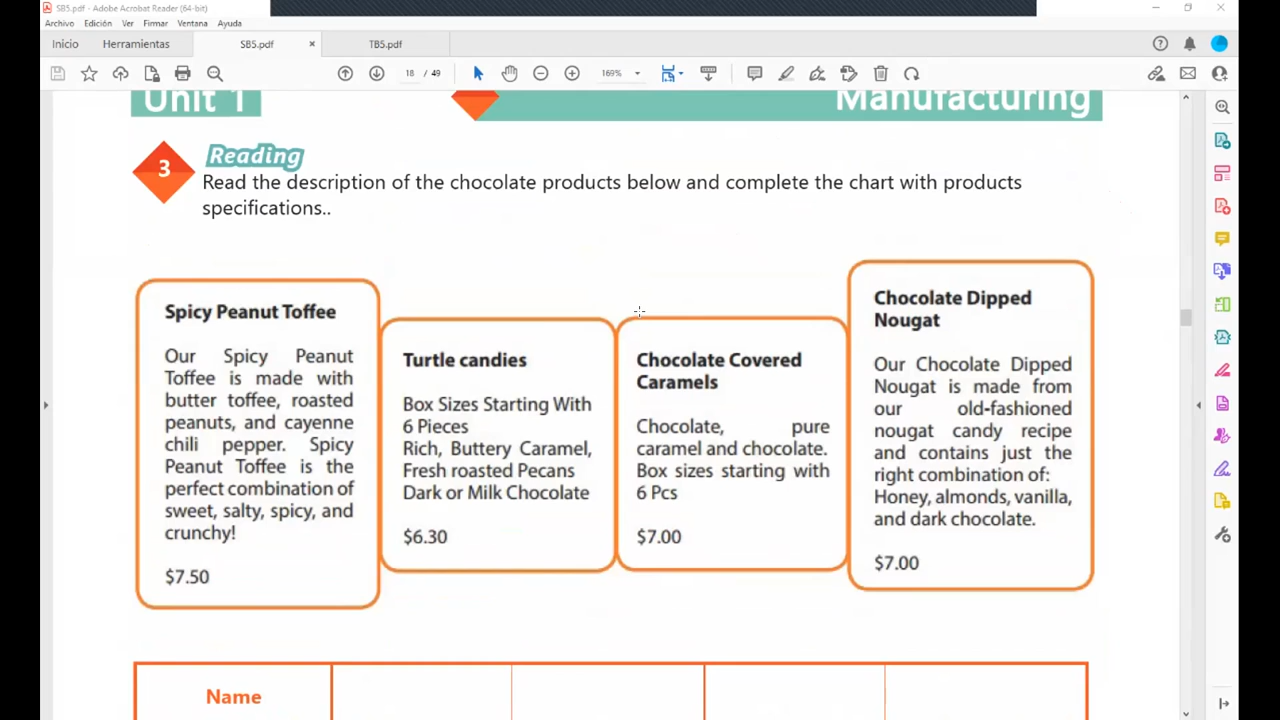 SB5.pdf - Adobe Acrobat Reader (64-bit)
Archivo Edición Ver Firmar Ventana Ayuda
Inicio Herramientas SB5.pdf × TB5.pdf
18 / 49 169%
Unit 1 Manufacturing
3 Reading
Read the description of the chocolate products below and complete the chart with products
specifications..
Spicy Peanut Toffee
Our Spicy Peanut
Toffee is made with
butter toffee, roasted
peanuts, and cayenne
chili pepper. Spicy
Peanut Toffee is the
perfect combination of
sweet, salty, spicy, and
crunchy!
$7.50
Turtle candies
Box Sizes Starting With
6 Pieces
Rich, Buttery Caramel,
Fresh roasted Pecans
Dark or Milk Chocolate
$6.30
Chocolate Covered
Caramels
Chocolate, pure
caramel and chocolate.
Box sizes starting with
6 Pcs
$7.00
Chocolate Dipped
Nougat
Our Chocolate Dipped
Nougat is made from
our old-fashioned
nougat candy recipe
and contains just the
right combination of:
Honey, almonds, vanilla,
and dark chocolate.
$7.00
Name